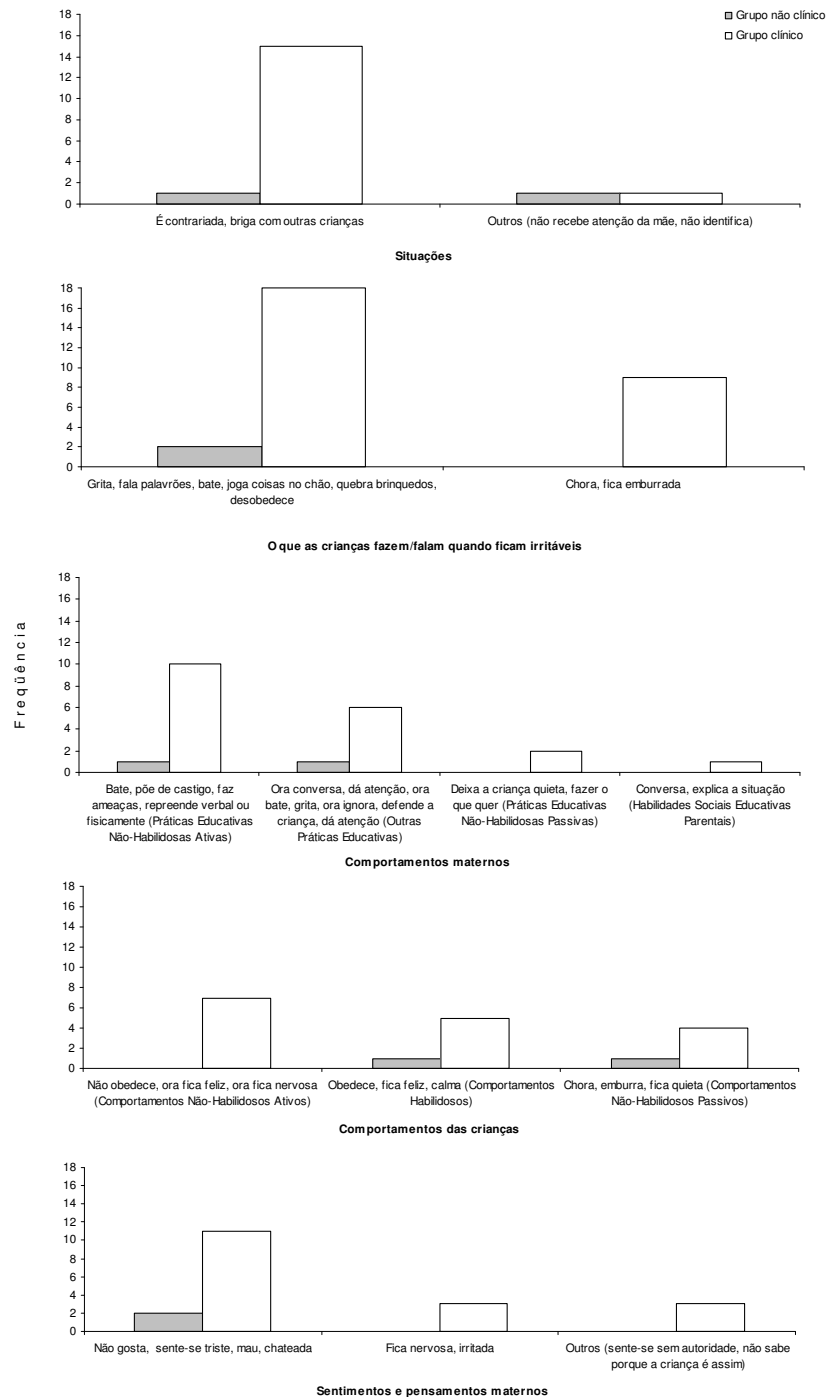 Grupo não clínico
Grupo clínico
18
16
14
12
10
8
6
4
2
0
É contrariada, briga com outras crianças
Outros (não recebe atenção da mãe, não identifica)
Situações
18
16
14
12
10
8
6
4
2
0
Grita, fala palavrões, bate, joga coisas no chão, quebra brinquedos,
desobedece
Chora, fica emburrada
O que as crianças fazem/falam quando ficam irritáveis
Freqüência
18
16
14
12
10
8
6
4
2
0
Bate, põe de castigo, faz
ameaças, repreende verbal ou
fisicamente (Práticas Educativas
Não-Habilidosas Ativas)
Ora conversa, dá atenção, ora
bate, grita, ora ignora, defende a
criança, dá atenção (Outras
Práticas Educativas)
Deixa a criança quieta, fazer o
que quer (Práticas Educativas
Não-Habilidosas Passivas)
Conversa, explica a situação
(Habilidades Sociais Educativas
Parentais)
Comportamentos maternos
18
16
14
12
10
8
6
4
2
0
Não obedece, ora fica feliz, ora fica nervosa
(Comportamentos Não-Habilidosos Ativos)
Obedece, fica feliz, calma (Comportamentos
Habilidosos)
Chora, emburra, fica quieta (Comportamentos
Não-Habilidosos Passivos)
Comportamentos das crianças
18
16
14
12
10
8
6
4
2
0
Não gosta, sente-se triste, mau, chateada
Fica nervosa, irritada
Outros (sente-se sem autoridade, não sabe
porque a criança é assim)
Sentimentos e pensamentos maternos